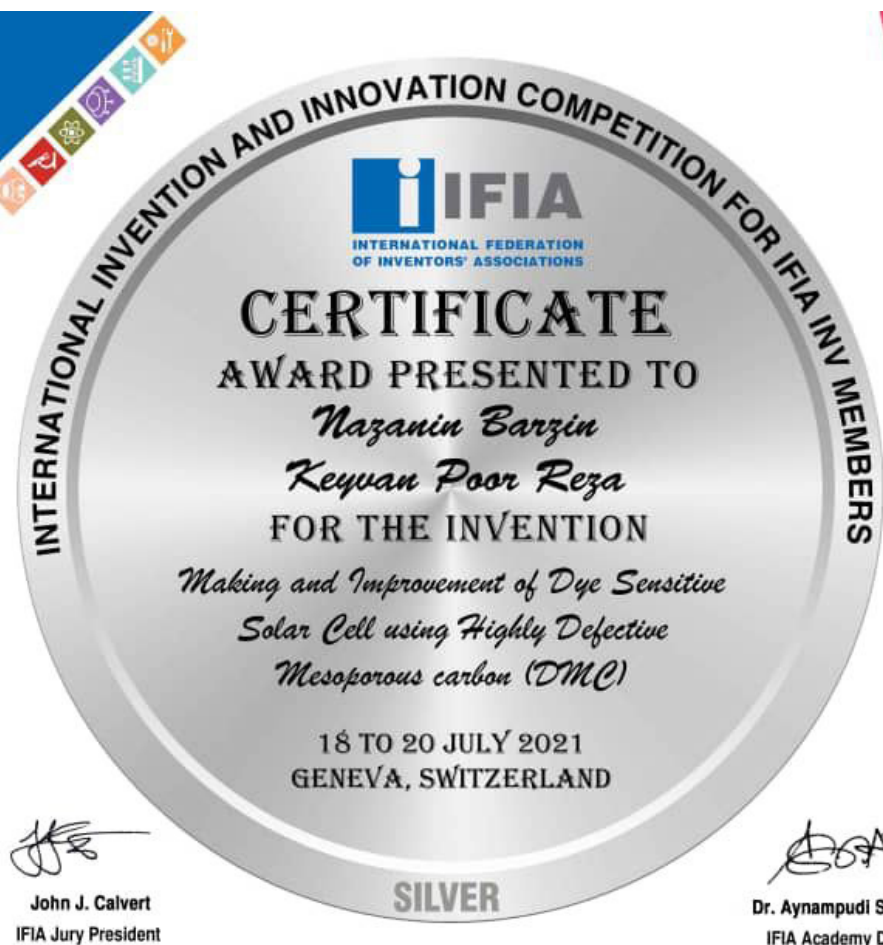 INTERNATIONAL INVENTION AND INNOVATION COMPETITION FOR IFIA INV MEMBERS
IFIA
INTERNATIONAL FEDERATION
OF INVENTORS' ASSOCIATIONS
CERTIFICATE
AWARD PRESENTED TO
Nazanin Barzin
Keyvan Poor Reza
FOR THE INVENTION
Making and Improvement of Dye Sensitive
Solar Cell using Highly Defective
Mesoporous carbon (DMC)
18 TO 20 JULY 2021
GENEVA, SWITZERLAND
SILVER
John J. Calvert
IFIA Jury President
Dr. Aynampudi S
IFIA Academy D